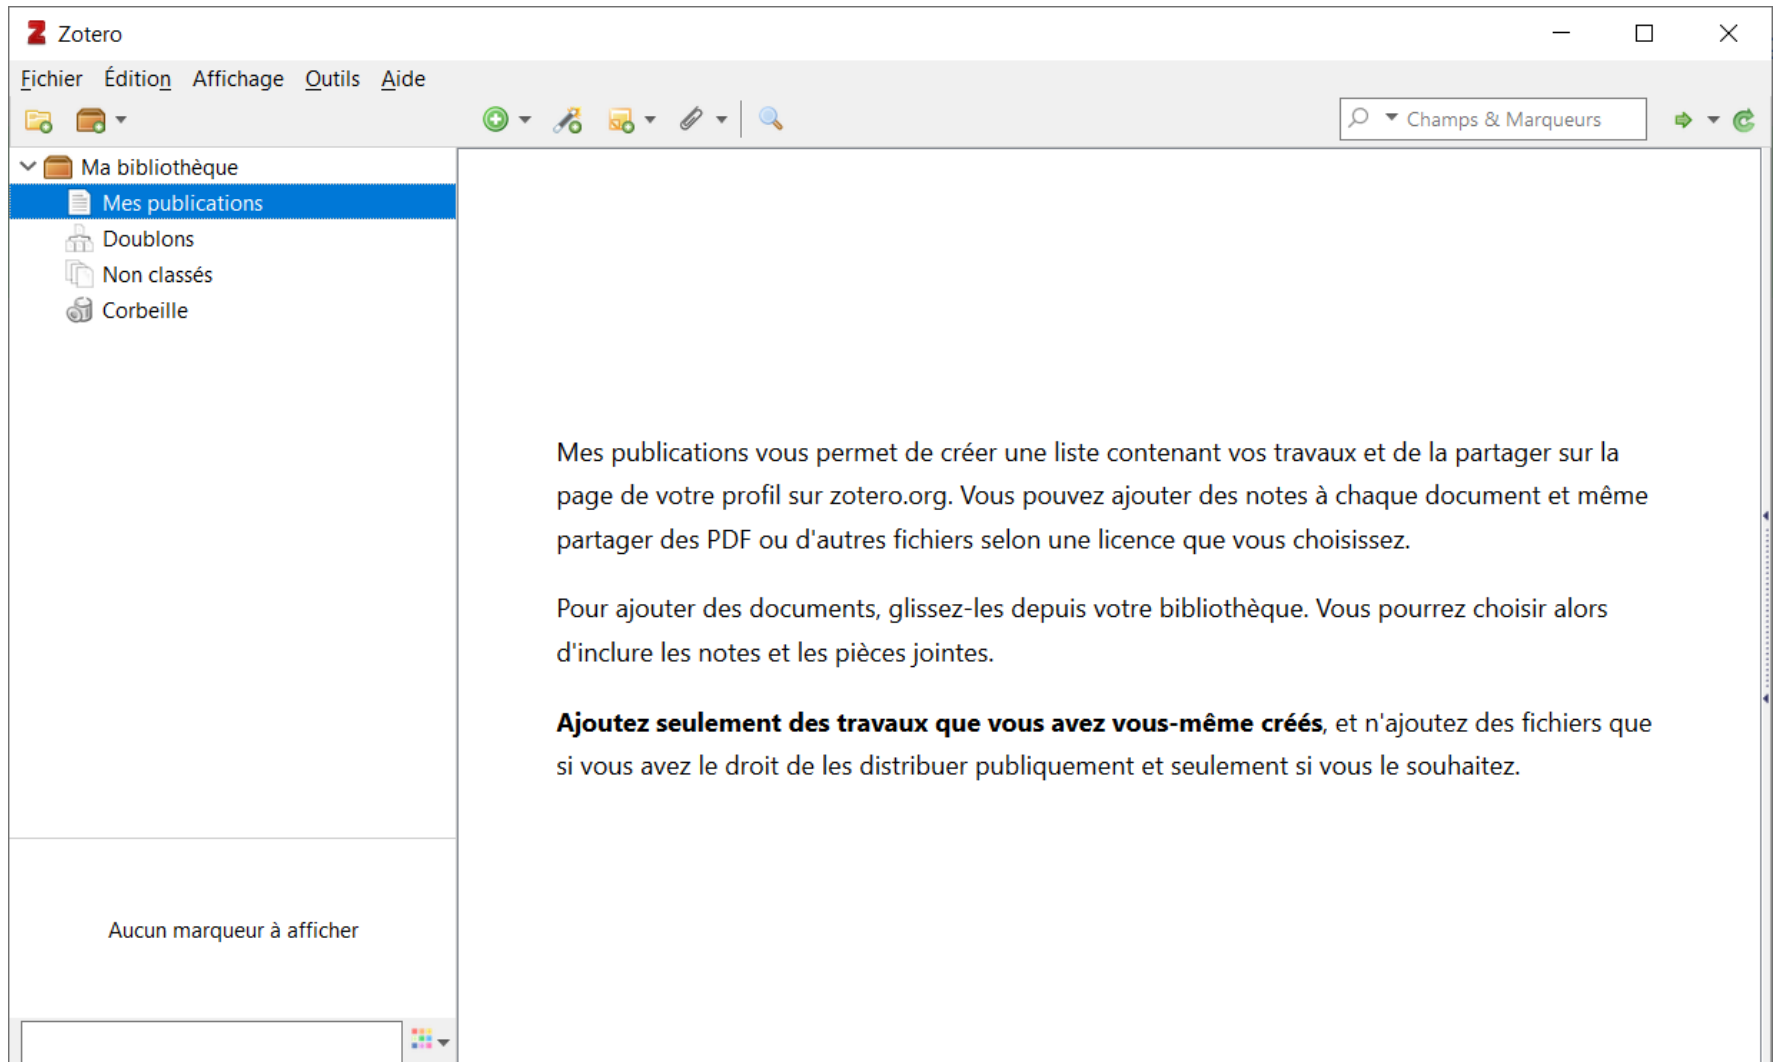 Zotero
Fichier Édition Affichage Outils Aide
Champs & Marqueurs
Ma bibliothèque
Mes publications
Doublons
Non classés
Corbeille
Mes publications vous permet de créer une liste contenant vos travaux et de la partager sur la
page de votre profil sur zotero.org. Vous pouvez ajouter des notes à chaque document et même
partager des PDF ou d'autres fichiers selon une licence que vous choisissez.
Pour ajouter des documents, glissez-les depuis votre bibliothèque. Vous pourrez choisir alors
d'inclure les notes et les pièces jointes.
Ajoutez seulement des travaux que vous avez vous-même créés, et n'ajoutez des fichiers que
si vous avez le droit de les distribuer publiquement et seulement si vous le souhaitez.
Aucun marqueur à afficher